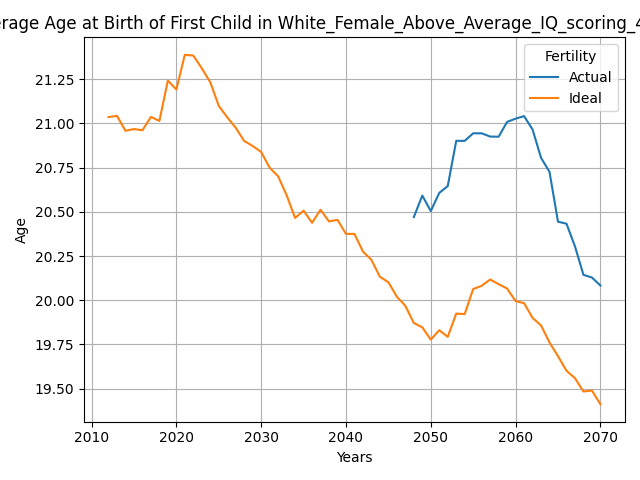 erage Age at Birth of First Child in White_Female_Above_Average_IQ_scoring_4
Fertility
Actual
Ideal
21.25
21.00
20.75
20.50
20.25
20.00
19.75
19.50
Age
2010
2020
2030
2040
2050
2060
2070
Years